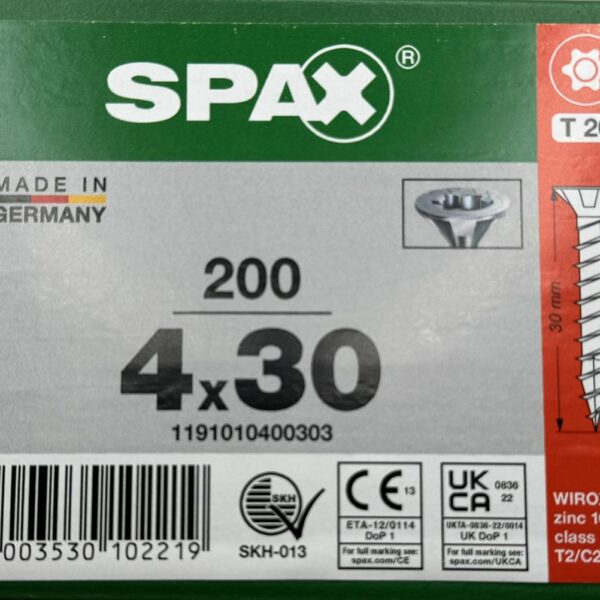 SPAX®
T 20
MADE IN
GERMANY
200
4x30
1191010400303
30 mm
003530 102219
SKH
SKH-013
CE 13
ETA-12/0114
DoP 1
For full marking see:
spax.com/CE
UK
CA
0836
22
UKTA-0836-22/0014
UK DoP 1
For full marking see:
spax.com/UKCA
WIROX
zinc
class
T2/C2